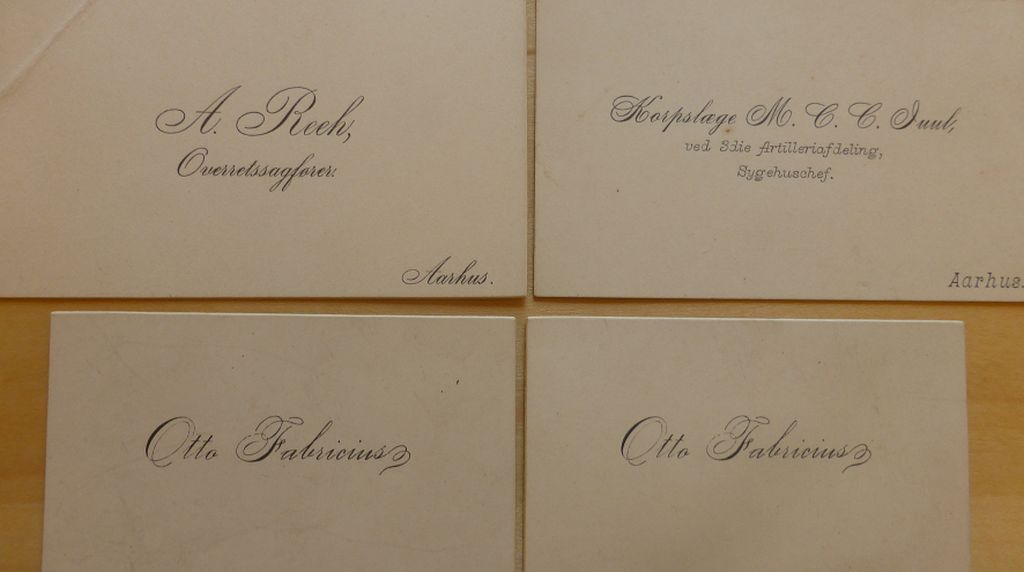 A. Reeh,
Overretssagfører.
Aarhus.
Korpslæge M. C. C. Juul,
ved 3die Artilleriafdeling,
Sygehuschef.
Aarhus.
Otto Fabricius
Otto Fabricius